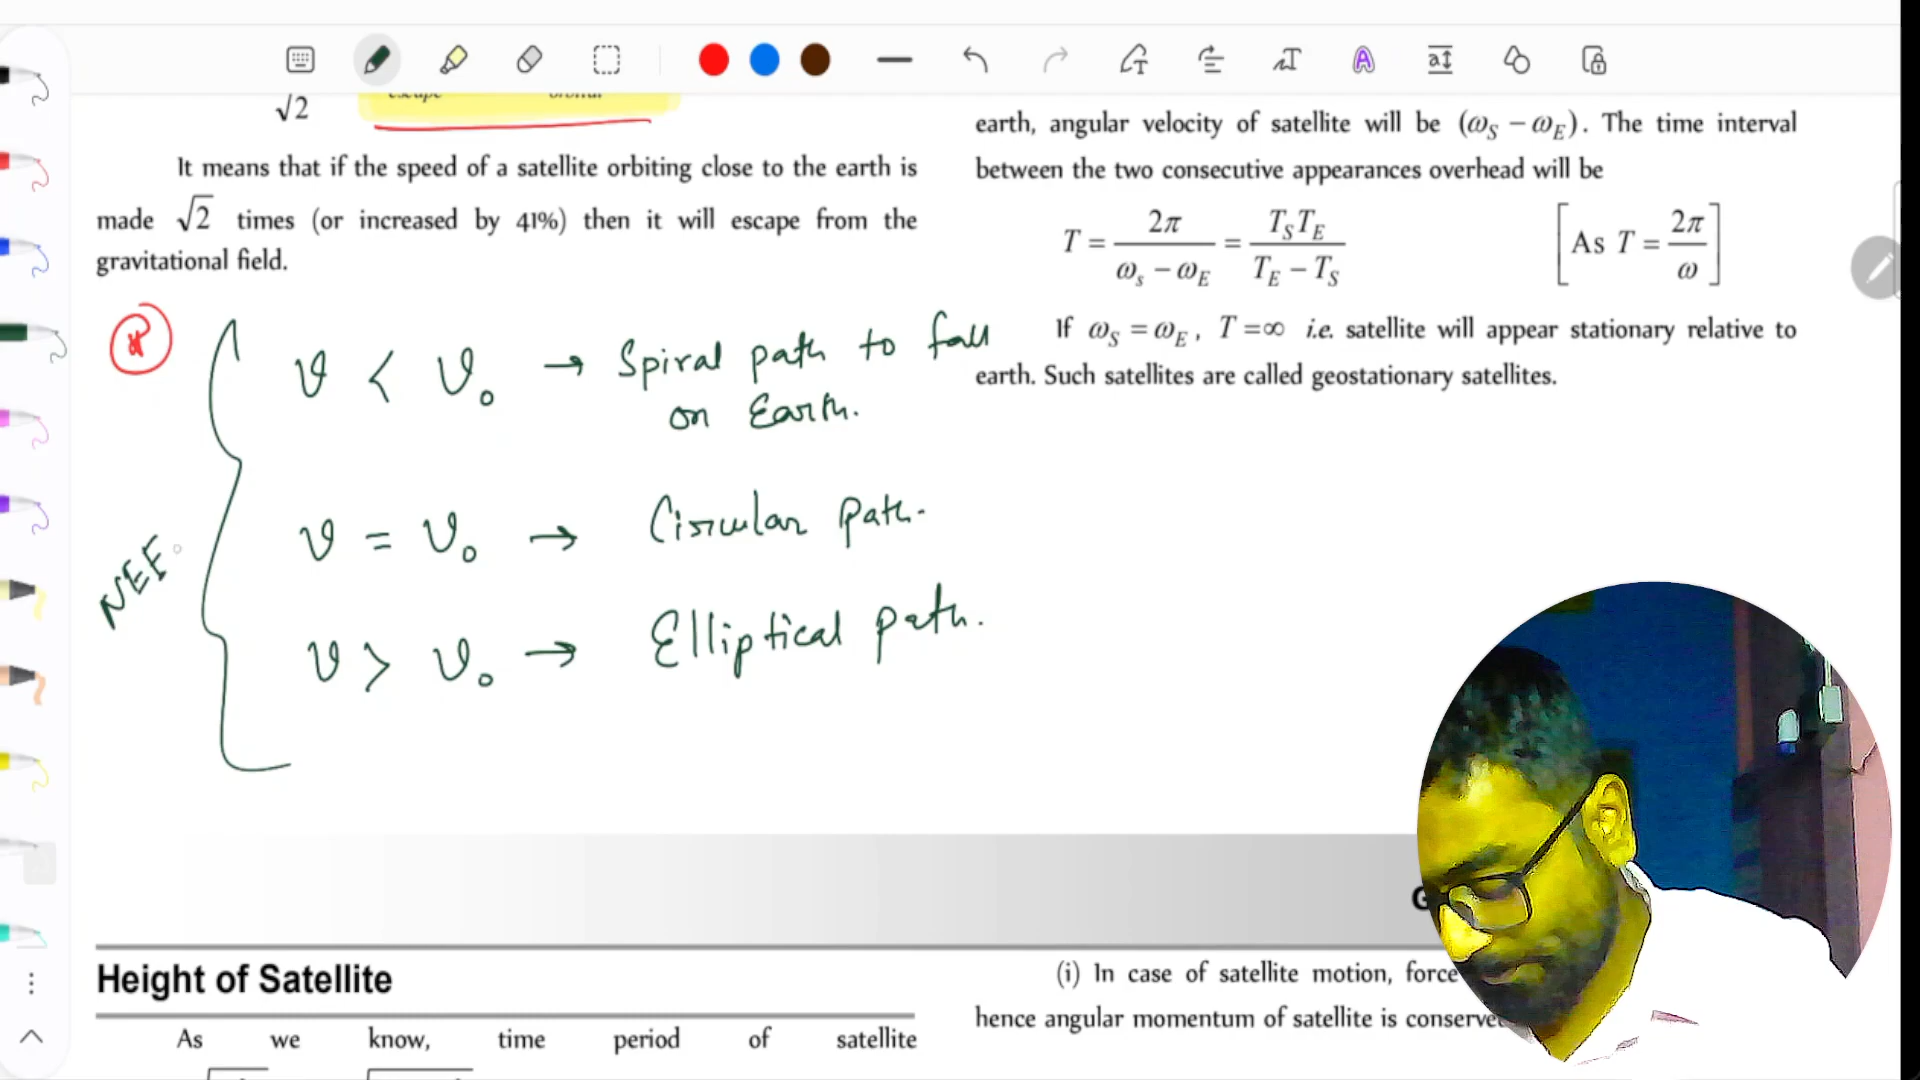 √2
escape orbital
It means that if the speed of a satellite orbiting close to the earth is
made √2 times (or increased by 41%) then it will escape from the
gravitational field.
v < v₀ → Spiral path to fall
on Earth.
v = v₀ → Circular path.
v > v₀ → Elliptical path.
NEE
Height of Satellite
As we know, time period of satellite
earth, angular velocity of satellite will be (ω_S − ω_E). The time interval
between the two consecutive appearances overhead will be
T = 2π / (ω_s − ω_E) = T_S T_E / (T_E − T_S) [As T = 2π / ω]
If ω_S = ω_E, T = ∞ i.e. satellite will appear stationary relative to
earth. Such satellites are called geostationary satellites.
(i) In case of satellite motion, force
hence angular momentum of satellite is conserve